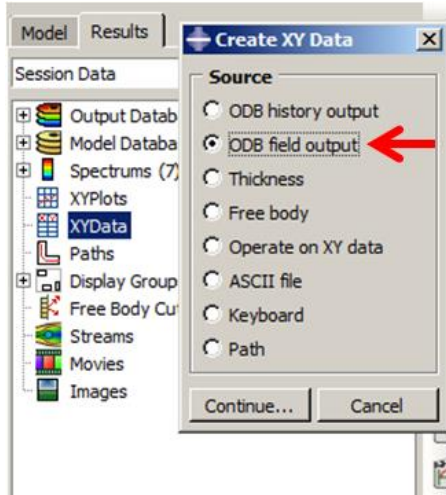 Model
Results
Session Data
Output Datab
Model Databa
Spectrums (7)
XYPlots
XYData
Paths
Display Group
Free Body Cu
Streams
Movies
Images
Create XY Data
Source
ODB history output
ODB field output
Thickness
Free body
Operate on XY data
ASCII file
Keyboard
Path
Continue...
Cancel